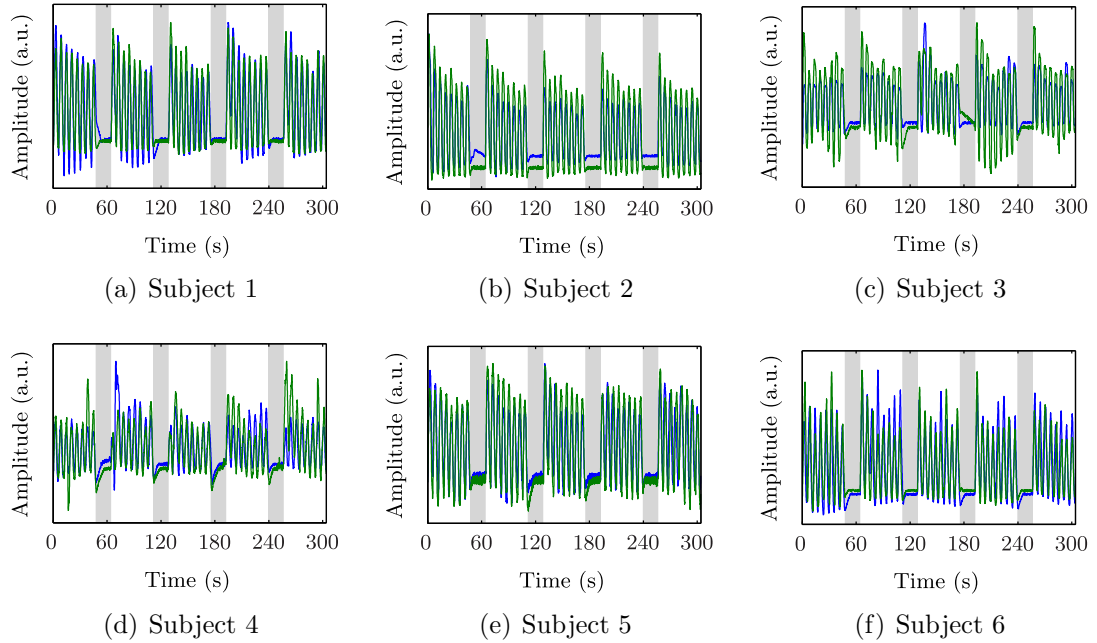 Amplitude (a.u.)
0 60 120 180 240 300
Time (s)
(a) Subject 1
Amplitude (a.u.)
0 60 120 180 240 300
Time (s)
(b) Subject 2
Amplitude (a.u.)
0 60 120 180 240 300
Time (s)
(c) Subject 3
Amplitude (a.u.)
0 60 120 180 240 300
Time (s)
(d) Subject 4
Amplitude (a.u.)
0 60 120 180 240 300
Time (s)
(e) Subject 5
Amplitude (a.u.)
0 60 120 180 240 300
Time (s)
(f) Subject 6